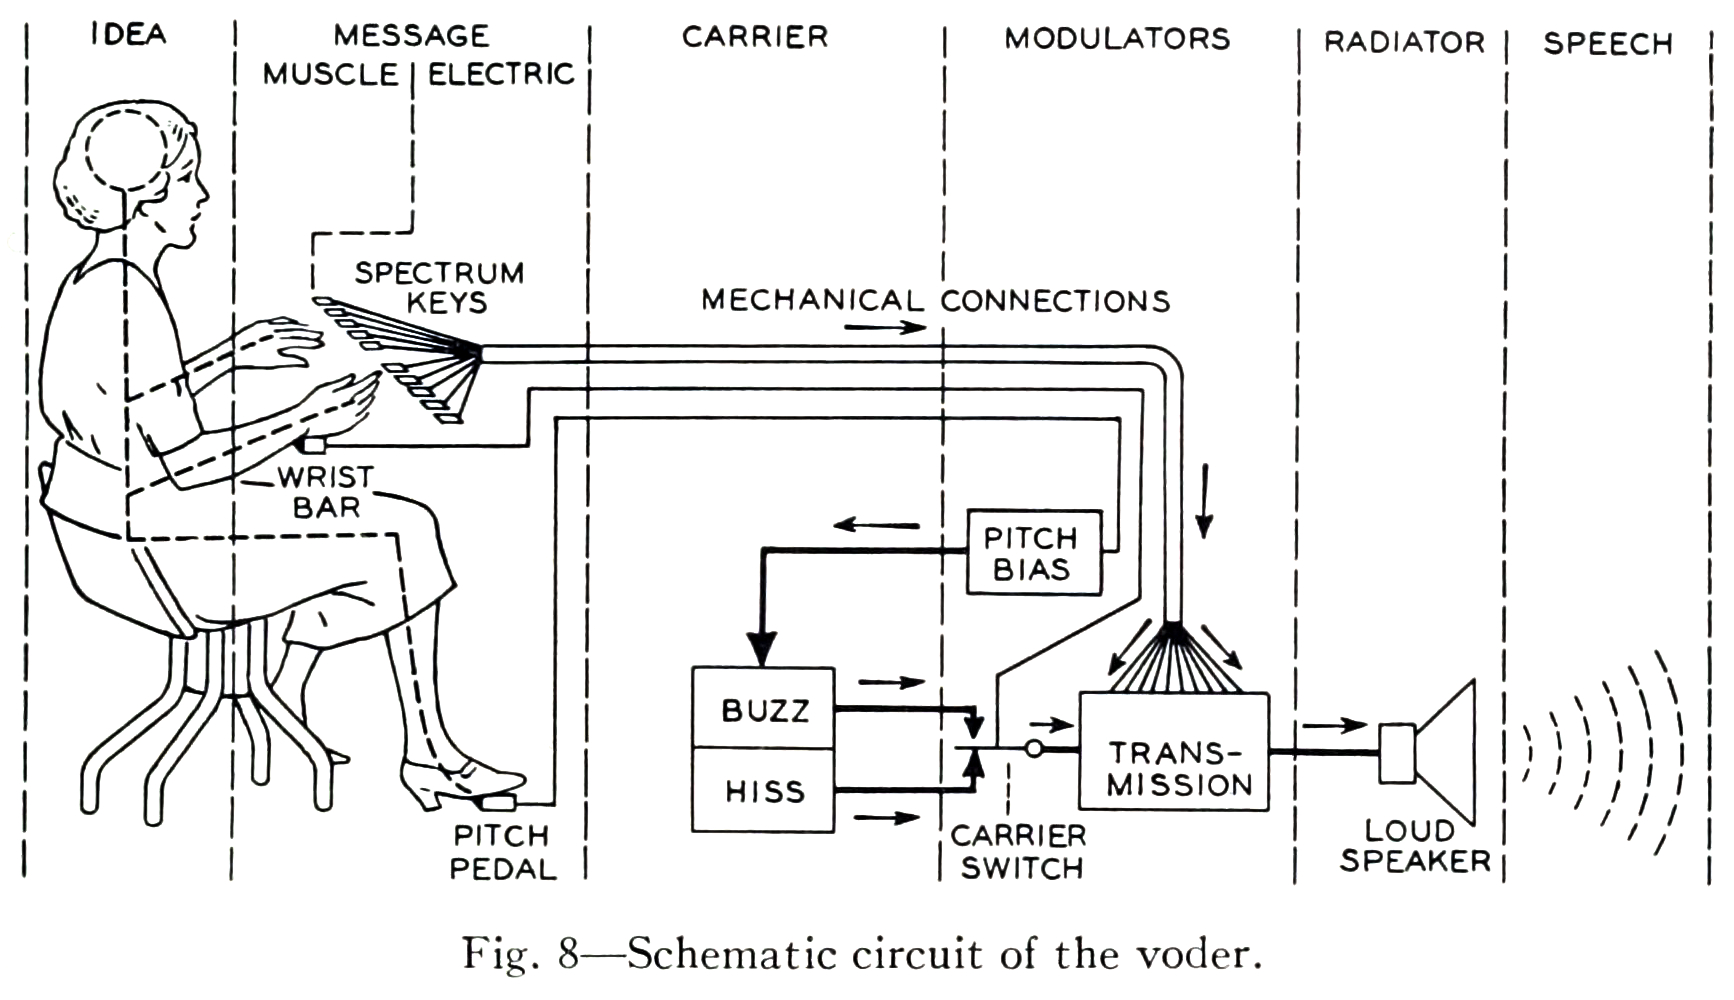 IDEA
MESSAGE
MUSCLE
ELECTRIC
CARRIER
MODULATORS
RADIATOR
SPEECH
SPECTRUM
KEYS
MECHANICAL CONNECTIONS
WRIST
BAR
PITCH
BIAS
BUZZ
HISS
TRANS-
MISSION
CARRIER
SWITCH
LOUD
SPEAKER
PITCH
PEDAL
Fig. 8—Schematic circuit of the voder.